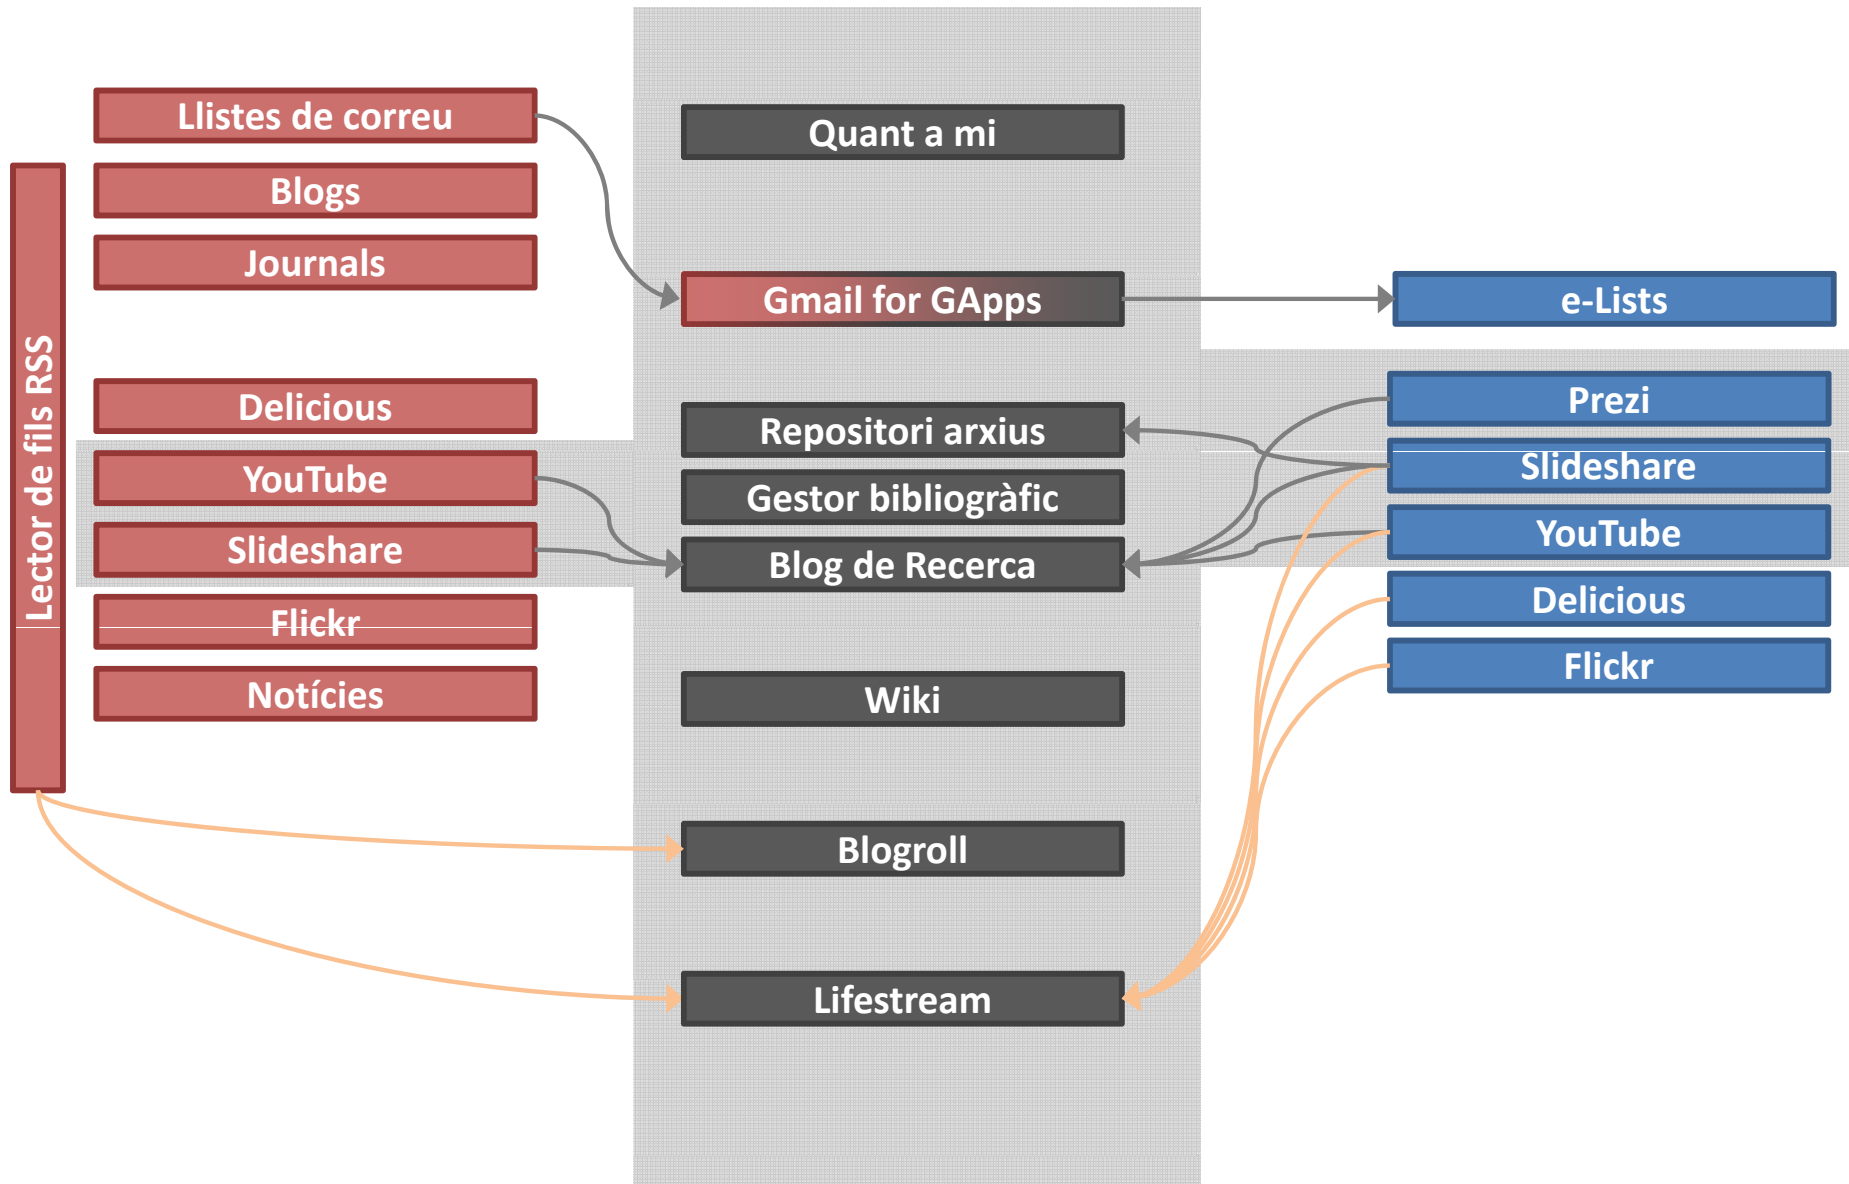 Lector de fils RSS
Llistes de correu
Blogs
Journals
Delicious
YouTube
Slideshare
Flickr
Notícies
Quant a mi
Gmail for GApps
Repositori arxius
Gestor bibliogràfic
Blog de Recerca
Wiki
Blogroll
Lifestream
e-Lists
Prezi
Slideshare
YouTube
Delicious
Flickr